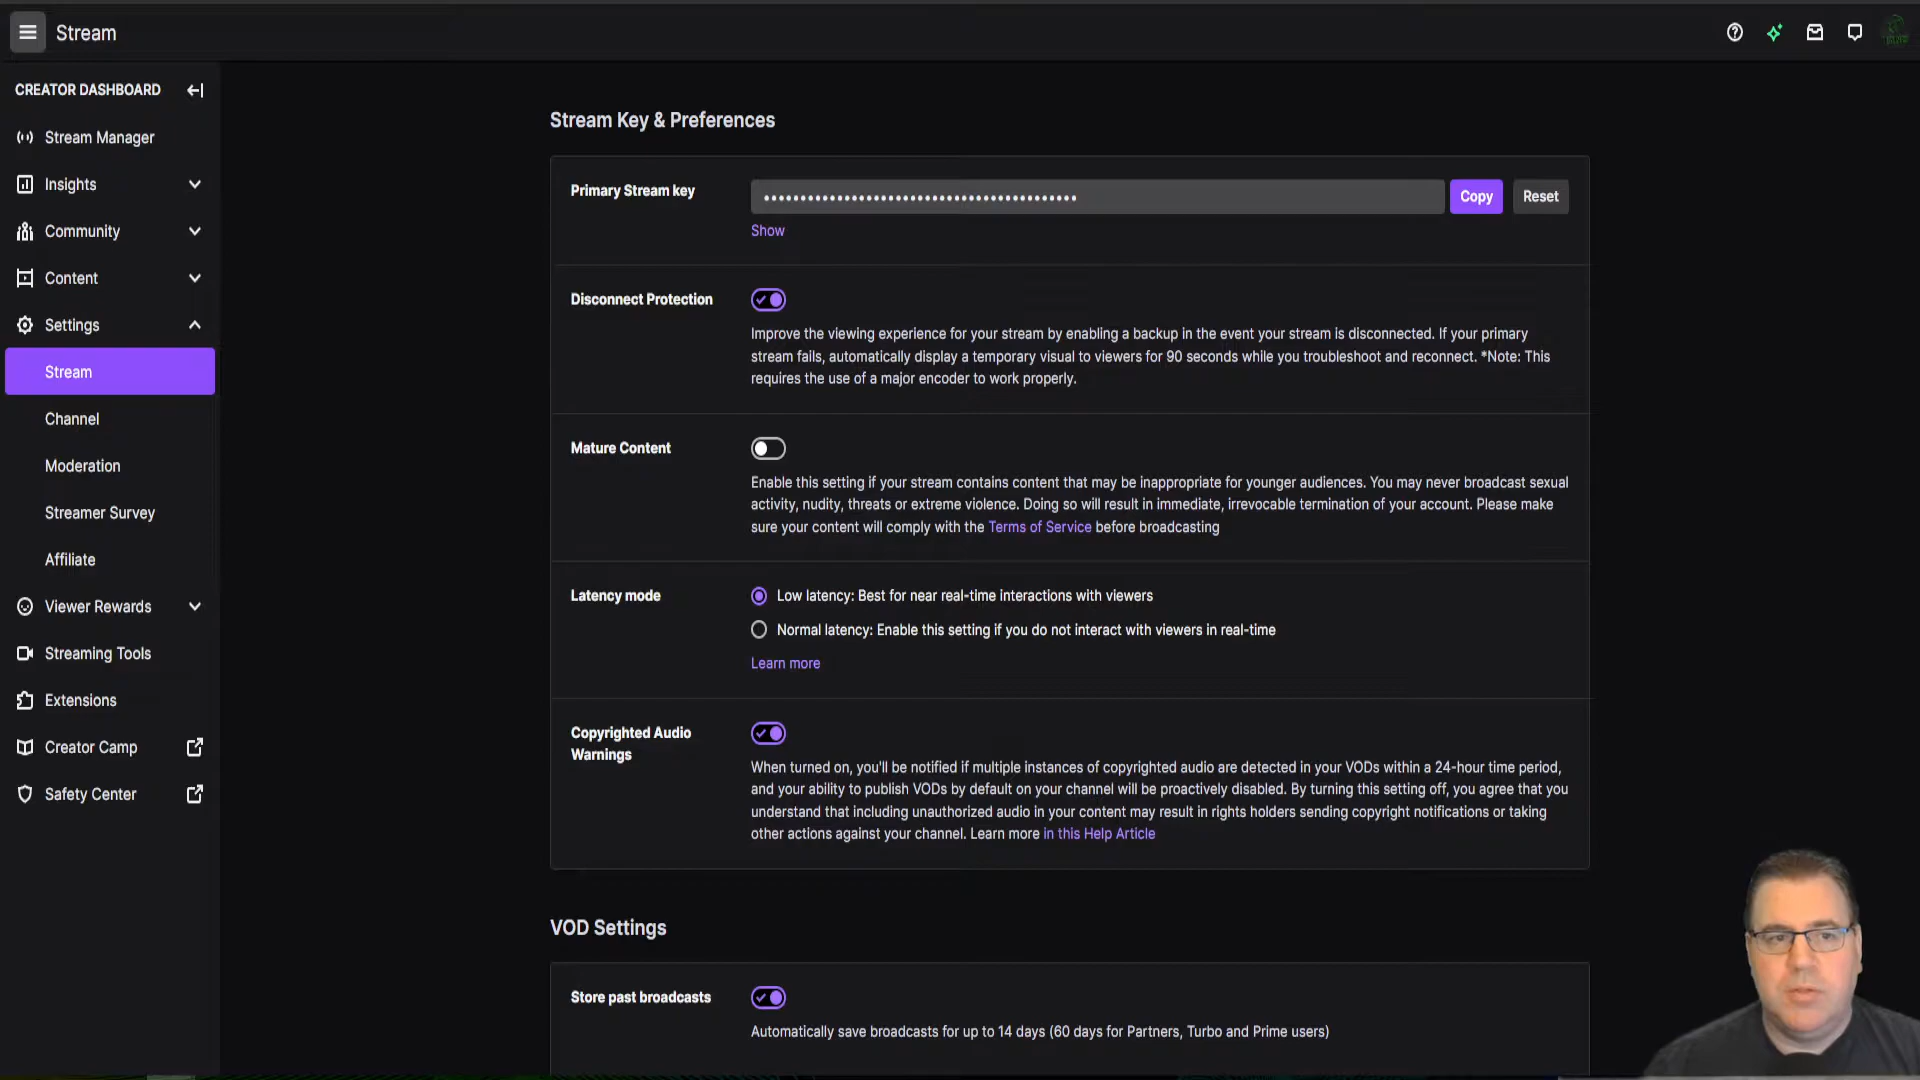 Stream
CREATOR DASHBOARD
Stream Manager
Insights
Community
Content
Settings
Stream
Channel
Moderation
Streamer Survey
Affiliate
Viewer Rewards
Streaming Tools
Extensions
Creator Camp
Safety Center
Stream Key & Preferences
Primary Stream key
Copy
Reset
Show
Disconnect Protection
Improve the viewing experience for your stream by enabling a backup in the event your stream is disconnected. If your primary
stream fails, automatically display a temporary visual to viewers for 90 seconds while you troubleshoot and reconnect. *Note: This
requires the use of a major encoder to work properly.
Mature Content
Enable this setting if your stream contains content that may be inappropriate for younger audiences. You may never broadcast sexual
activity, nudity, threats or extreme violence. Doing so will result in immediate, irrevocable termination of your account. Please make
sure your content will comply with the Terms of Service before broadcasting
Latency mode
Low latency: Best for near real-time interactions with viewers
Normal latency: Enable this setting if you do not interact with viewers in real-time
Learn more
Copyrighted Audio
Warnings
When turned on, you'll be notified if multiple instances of copyrighted audio are detected in your VODs within a 24-hour time period,
and your ability to publish VODs by default on your channel will be proactively disabled. By turning this setting off, you agree that you
understand that including unauthorized audio in your content may result in rights holders sending copyright notifications or taking
other actions against your channel. Learn more in this Help Article
VOD Settings
Store past broadcasts
Automatically save broadcasts for up to 14 days (60 days for Partners, Turbo and Prime users)